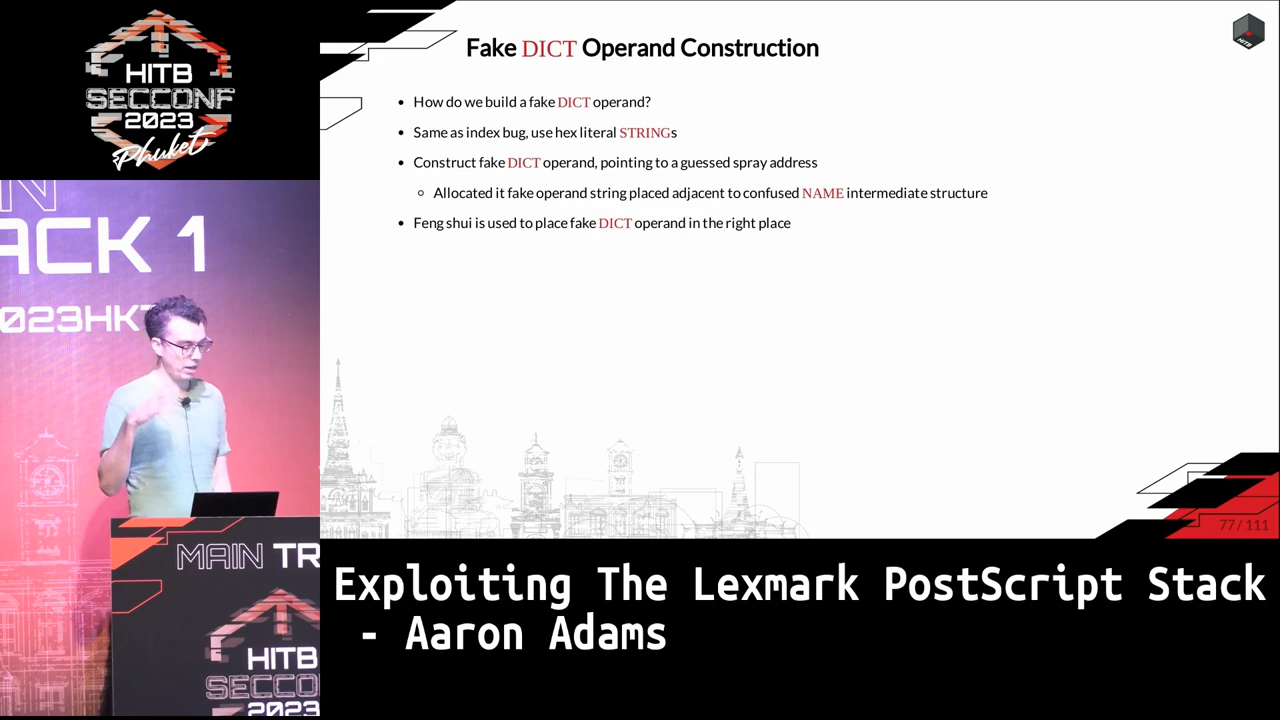 HITB
SECCONF
2023
Phuket
ACK 1
023HKT
MAIN TR
HITB
SECCO
2023
Fake DICT Operand Construction
HITB
• How do we build a fake DICT operand?
• Same as index bug, use hex literal STRINGs
• Construct fake DICT operand, pointing to a guessed spray address
○ Allocated it fake operand string placed adjacent to confused NAME intermediate structure
• Feng shui is used to place fake DICT operand in the right place
77 / 111
Exploiting The Lexmark PostScript Stack
- Aaron Adams